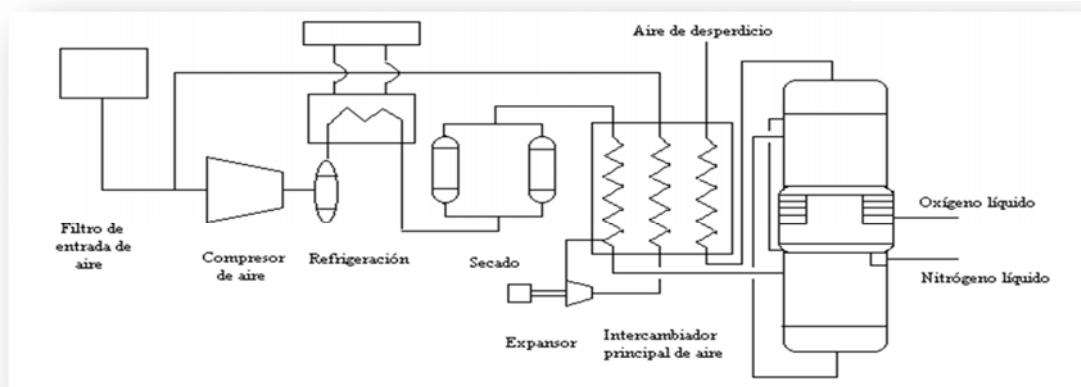 Aire de desperdicio
Oxígeno líquido
Filtro de
entrada de
aire
Compresor
de aire
Refrigeración
Secado
Nitrógeno líquido
Expansor
Intercambiador
principal de aire